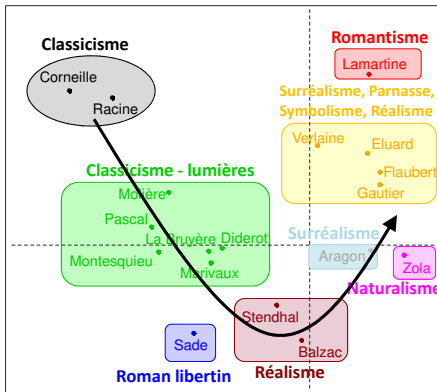 Classicisme
Corneille
Racine
Romantisme
Lamartine
Surréalisme, Parnasse,
Symbolisme, Réalisme
Verlaine
Eluard
Flaubert
Gautier
Classicisme - lumières
Molière
Pascal
La Bruyère Diderot
Montesquieu
Marivaux
Surréalisme
Aragon
Zola
Naturalisme
Stendhal
Balzac
Réalisme
Sade
Roman libertin